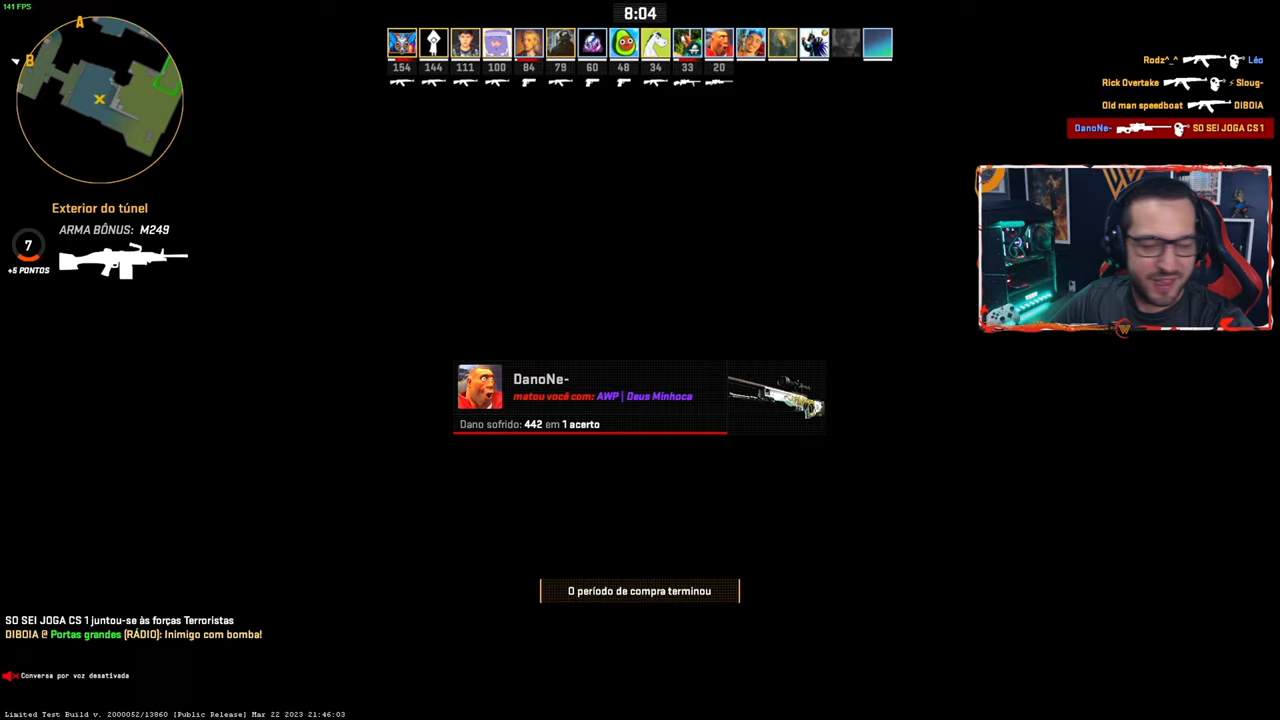 141 FPS
8:04
A
B
154 144 111 100 84 79 60 48 34 33 20
Rodz^_^ Léo
Rick Overtake ⚡ Sloug-
Old man speedboat DIBOIA
DanoNe- SO SEI JOGA CS 1
Exterior do túnel
ARMA BÔNUS: M249
7
+5 PONTOS
W
DanoNe-
matou você com: AWP | Deus Minhoca
Dano sofrido: 442 em 1 acerto
O período de compra terminou
SO SEI JOGA CS 1 juntou-se às forças Terroristas
DIBOIA @ Portas grandes (RÁDIO): Inimigo com bomba!
Conversa por voz desativada
Limited Test Build v. 2000052/13860 [Public Release] Mar 22 2023 21:46:03